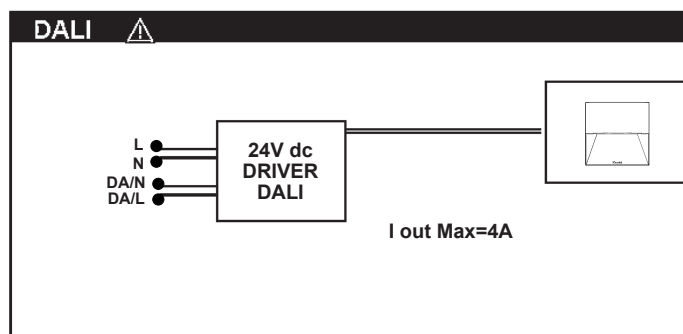 DALI
L
N
DA/N
DA/L
24V dc
DRIVER
DALI
I out Max=4A